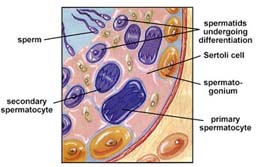 spermatids
undergoing
differentiation
sperm
Sertoli cell
spermato-
gonium
secondary
spermatocyte
primary
spermatocyte